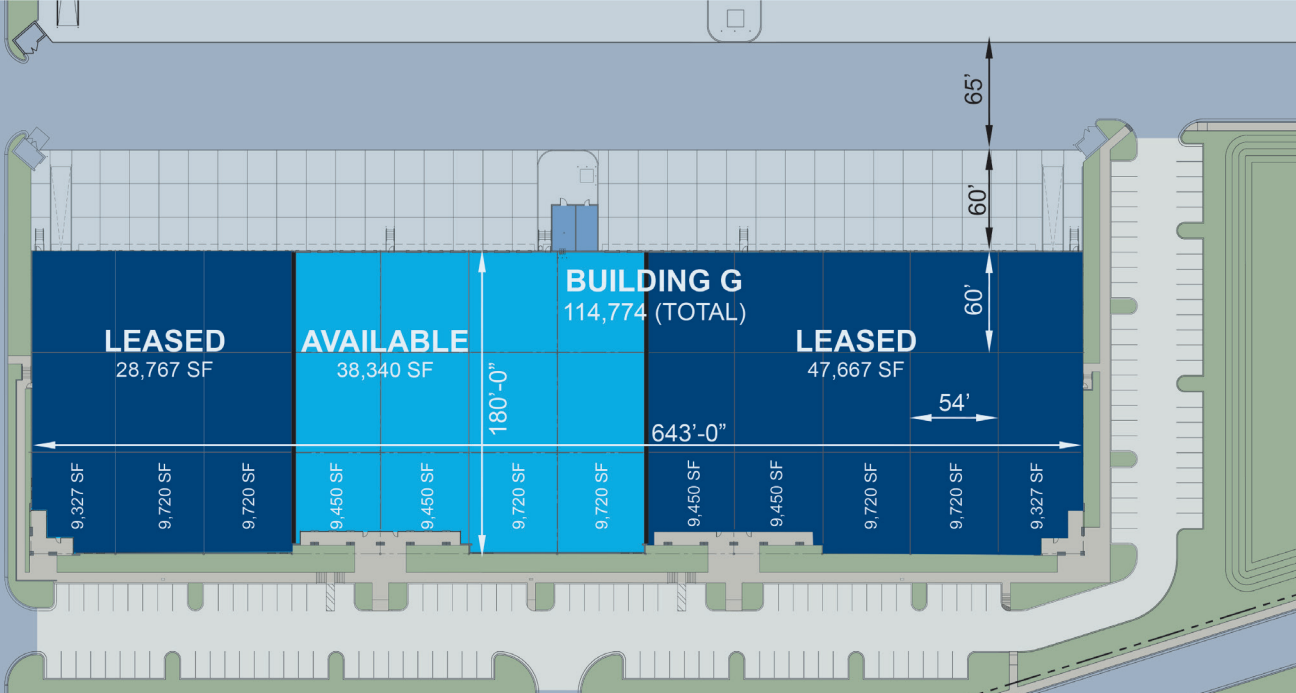 65'
60'
BUILDING G
114,774 (TOTAL)
60'
LEASED
28,767 SF
AVAILABLE
38,340 SF
LEASED
47,667 SF
180'-0"
54'
643'-0"
9,327 SF
9,720 SF
9,720 SF
9,450 SF
9,450 SF
9,720 SF
9,720 SF
9,450 SF
9,450 SF
9,720 SF
9,720 SF
9,327 SF